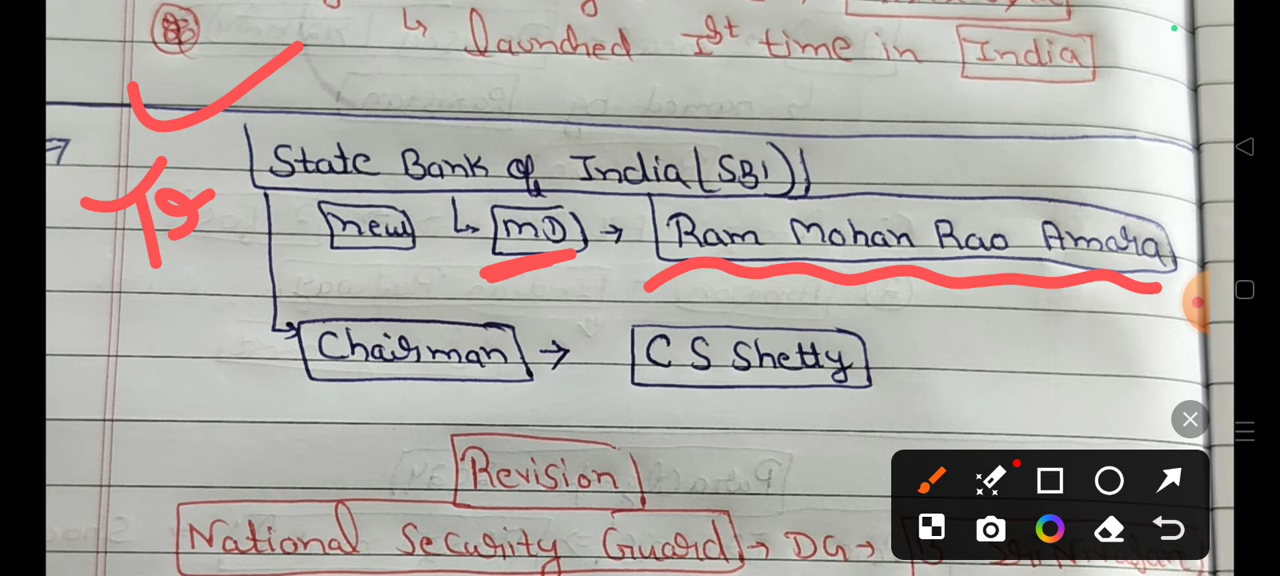 ↳ launched Ist time in India
State Bank of India (SBI)
new ↳ MD → Ram Mohan Rao Amara
Chairman → C S Shetty
Revision
National Security Guard → DG →